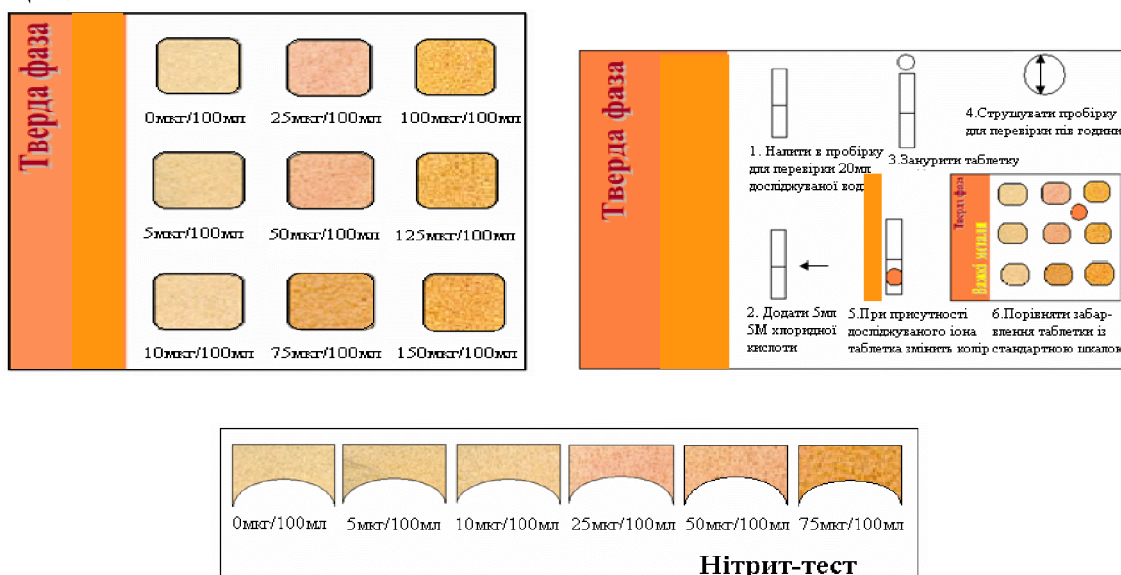 Тверда фаза
0мкг/100мл 25мкг/100мл 100мкг/100мл
5мкг/100мл 50мкг/100мл 125мкг/100мл
10мкг/100мл 75мкг/100мл 150мкг/100мл
Тверда фаза
1. Налити в пробірку
для перевірки 20мл
досліджуваної вод
3.Занурити таблетку
4.Струшувати пробірку
для перевірки пів години
2. Додати 5мл
5М хлоридної
кислоти
5.При присутності
досліджуваного іона
таблетка змінить колір
Тверда фаза
Важкі метали
6.Порівняти забар-
влення таблетки із
стандартною шкалою
0мкг/100мл 5мкг/100мл 10мкг/100мл 25мкг/100мл 50мкг/100мл 75мкг/100мл
Нітрит-тест